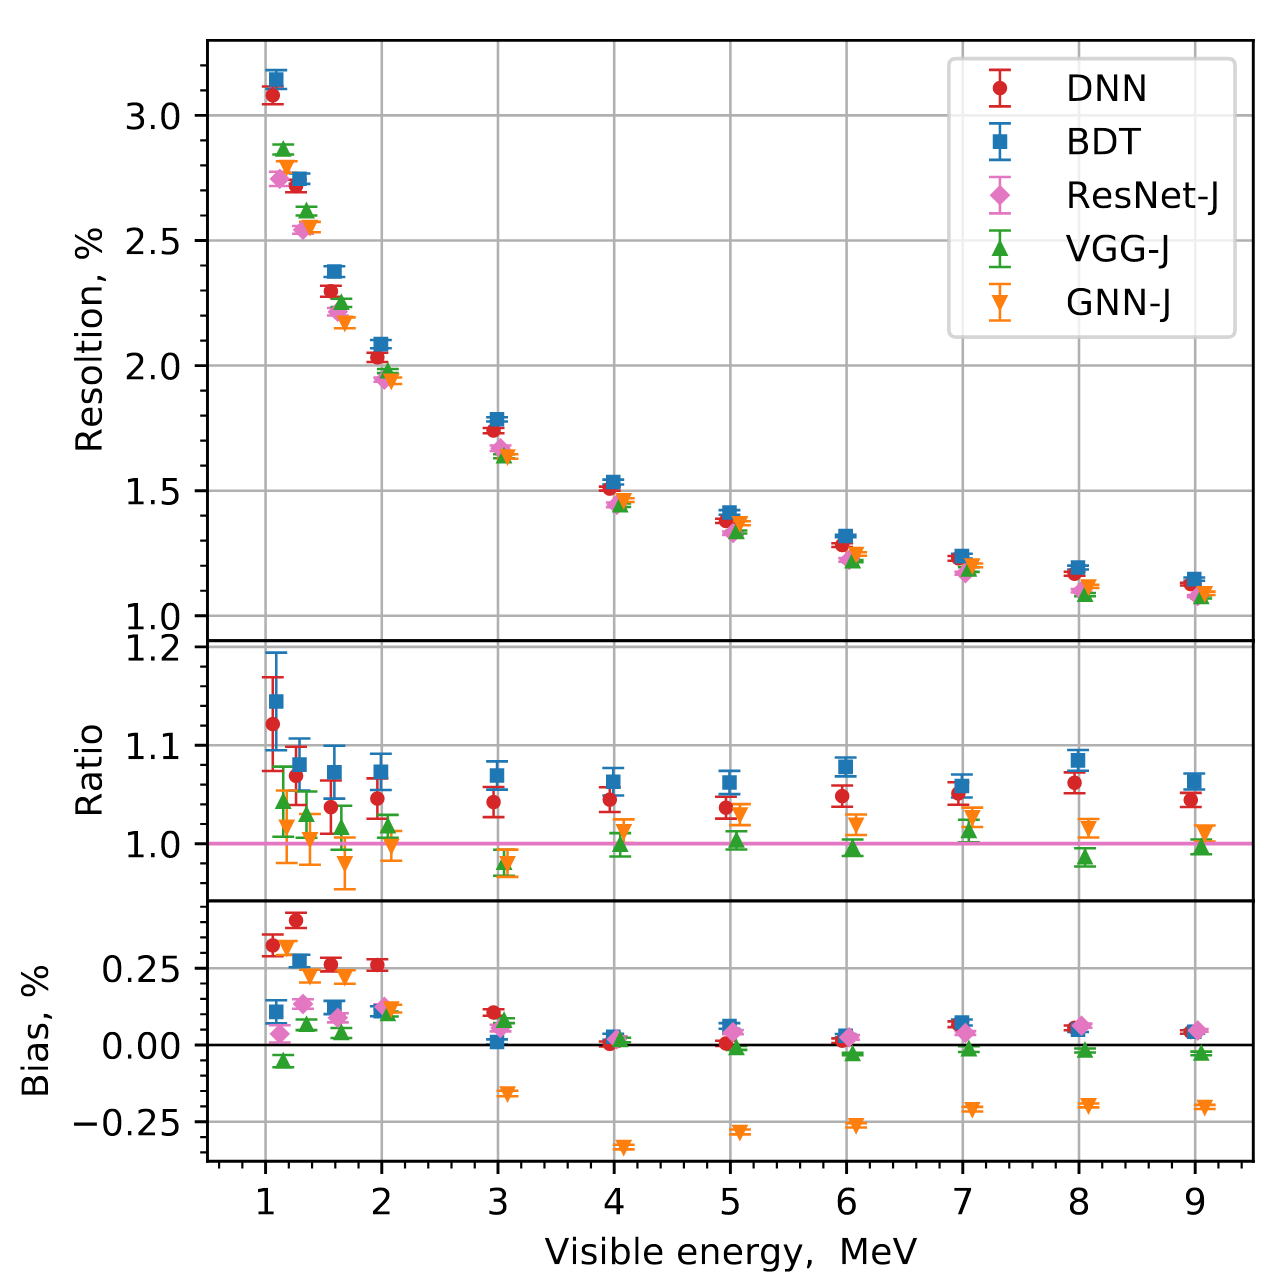 3.0
2.5
2.0
1.5
1.0
Resoltion, %
DNN
BDT
ResNet-J
VGG-J
GNN-J
1.2
1.1
1.0
Ratio
0.25
0.00
−0.25
Bias, %
1 2 3 4 5 6 7 8 9
Visible energy, MeV